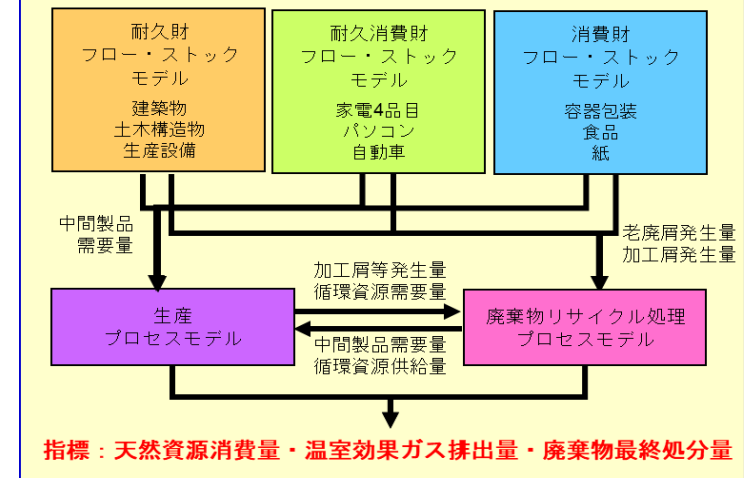 耐久財
フロー・ストック
モデル
建築物
土木構造物
生産設備
耐久消費財
フロー・ストック
モデル
家電4品目
パソコン
自動車
消費財
フロー・ストック
モデル
容器包装
食品
紙
中間製品
需要量
老廃屑発生量
加工屑発生量
加工屑等発生量
循環資源需要量
生産
プロセスモデル
廃棄物リサイクル処理
プロセスモデル
中間製品需要量
循環資源供給量
指標：天然資源消費量・温室効果ガス排出量・廃棄物最終処分量